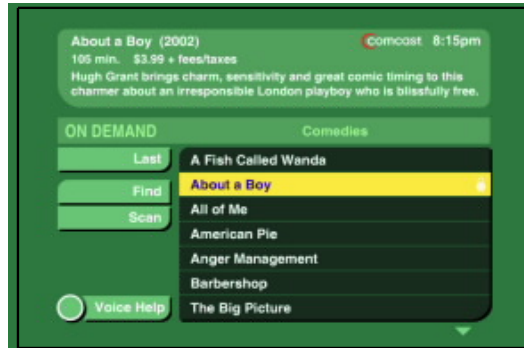 About a Boy (2002)
comcast 8:15pm
105 min. $3.99 + fees/taxes
Hugh Grant brings charm, sensitivity and great comic timing to this
charmer about an irresponsible London playboy who is blissfully free.
ON DEMAND
Comedies
Last
Find
Scan
Voice Help
A Fish Called Wanda
About a Boy
All of Me
American Pie
Anger Management
Barbershop
The Big Picture